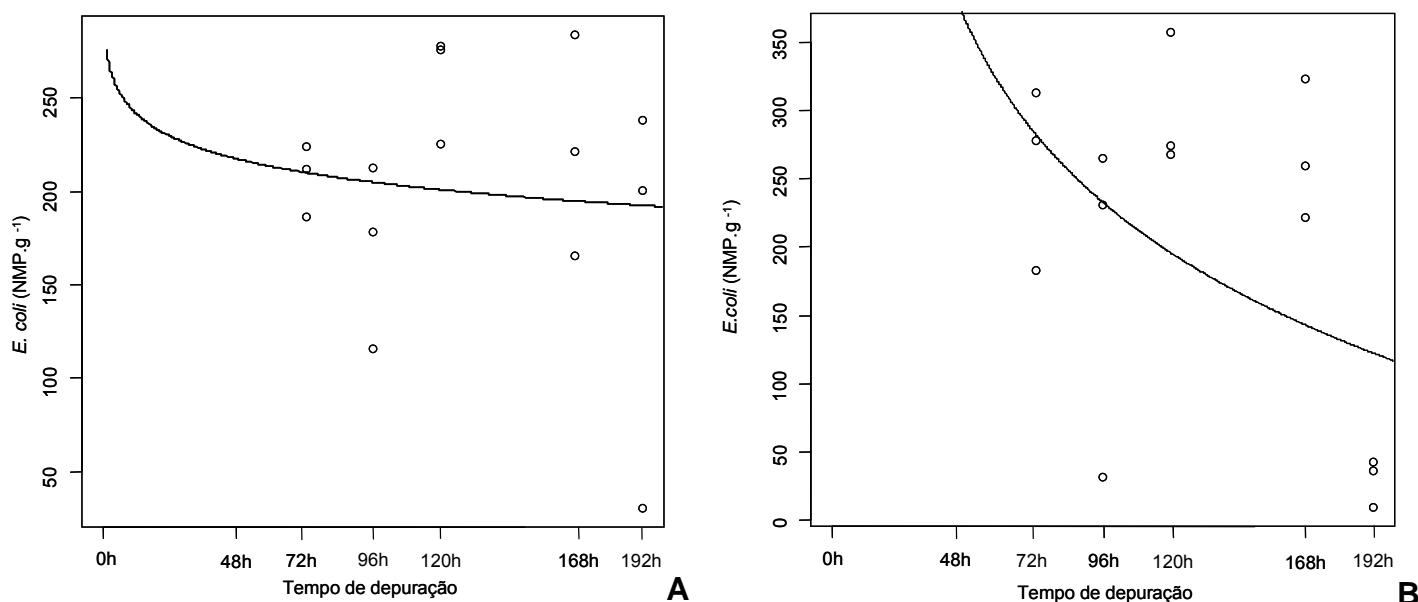 E. coli (NMP.g -1)
250
200
150
100
50
0h 48h 72h 96h 120h 168h 192h
Tempo de depuração
A
E.coli (NMP.g -1)
350
300
250
200
150
100
50
0
0h 48h 72h 96h 120h 168h 192h
Tempo de depuração
B